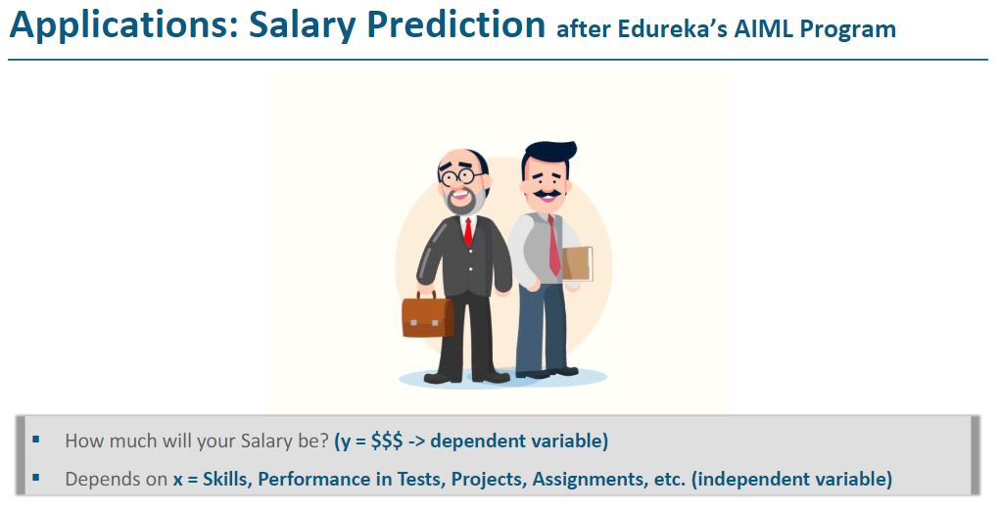 Applications: Salary Prediction after Edureka’s AIML Program
▪ How much will your Salary be? (y = $$$ -> dependent variable)
▪ Depends on x = Skills, Performance in Tests, Projects, Assignments, etc. (independent variable)